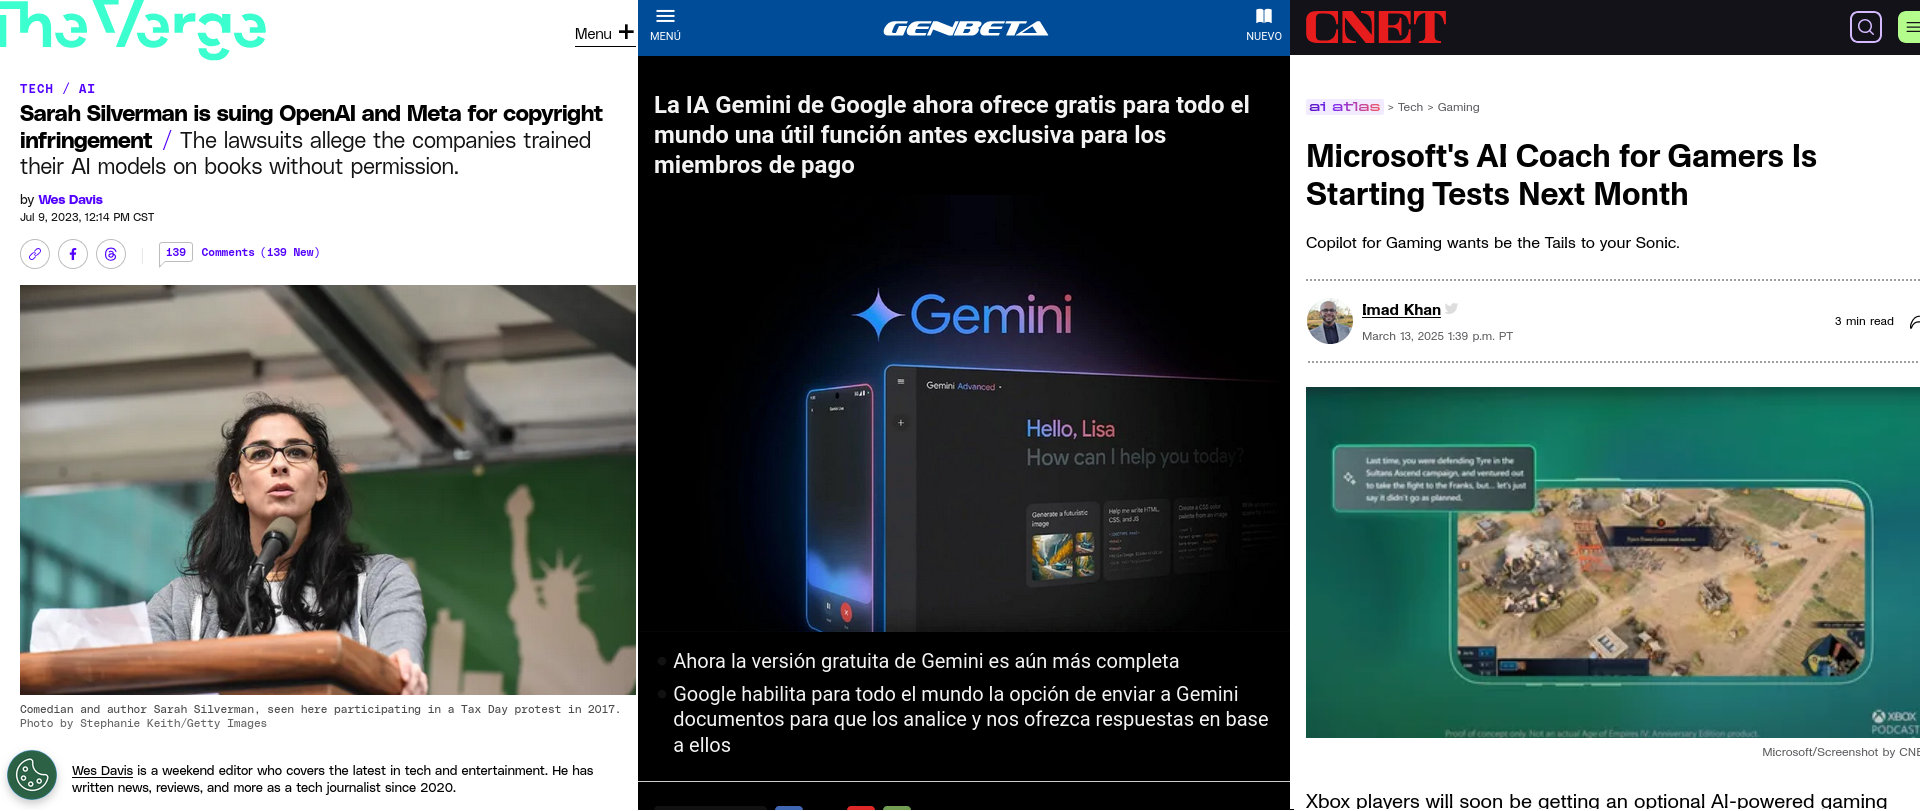 The Verge
Menu
TECH / AI
Sarah Silverman is suing OpenAI and Meta for copyright
infringement / The lawsuits allege the companies trained
their AI models on books without permission.
by Wes Davis
Jul 9, 2023, 12:14 PM CST
139 Comments (139 New)
Comedian and author Sarah Silverman, seen here participating in a Tax Day protest in 2017.
Photo by Stephanie Keith/Getty Images
Wes Davis is a weekend editor who covers the latest in tech and entertainment. He has
written news, reviews, and more as a tech journalist since 2020.
MENÚ
GENBETA
NUEVO
La IA Gemini de Google ahora ofrece gratis para todo el
mundo una útil función antes exclusiva para los
miembros de pago
Gemini
Gemini Advanced
Gemini Live
Hello, Lisa
How can I help you today?
Generate a futuristic
image
Help me write HTML,
CSS, and JS
Create a CSS color
palette from an image
Ahora la versión gratuita de Gemini es aún más completa
Google habilita para todo el mundo la opción de enviar a Gemini
documentos para que los analice y nos ofrezca respuestas en base
a ellos
CNET
ai atlas > Tech > Gaming
Microsoft's AI Coach for Gamers Is
Starting Tests Next Month
Copilot for Gaming wants be the Tails to your Sonic.
Imad Khan
March 13, 2025 1:39 p.m. PT
3 min read
Last time, you were defending Tyre in the
Sultans Ascend campaign, and ventured out
to take the fight to the Franks, but... let's just
say it didn't go as planned.
Proof of concept only. Not an actual Age of Empires IV: Anniversary Edition product.
XBOX
PODCAST
Microsoft/Screenshot by CNE
Xbox players will soon be getting an optional AI-powered gaming